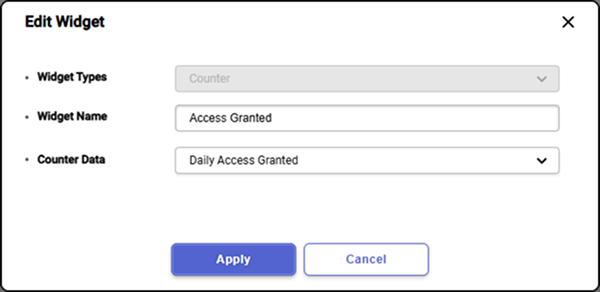 Edit Widget
Widget Types
Counter
Widget Name
Access Granted
Counter Data
Daily Access Granted
Apply
Cancel